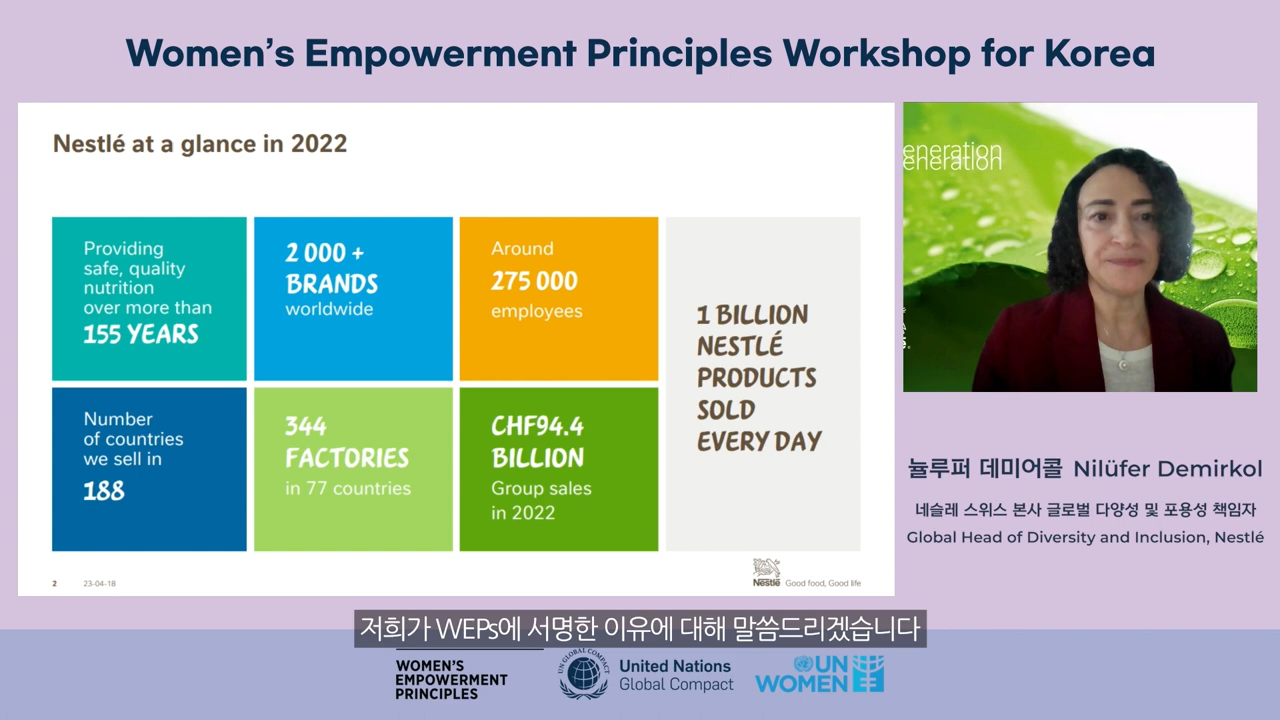 Women's Empowerment Principles Workshop for Korea
Nestlé at a glance in 2022
Providing
safe, quality
nutrition
over more than
155 YEARS
2 000 +
BRANDS
worldwide
Around
275 000
employees
1 BILLION
NESTLÉ
PRODUCTS
SOLD
EVERY DAY
Number
of countries
we sell in
188
344
FACTORIES
in 77 countries
CHF94.4
BILLION
Group sales
in 2022
2 23-04-18
Nestlé Good food, Good life
eneration
eneration
뉼루퍼 데미어콜 Nilüfer Demirkol
네슬레 스위스 본사 글로벌 다양성 및 포용성 책임자
Global Head of Diversity and Inclusion, Nestlé
저희가 WEPs에 서명한 이유에 대해 말씀드리겠습니다
WOMEN'S
EMPOWERMENT
PRINCIPLES
UN GLOBAL COMPACT
United Nations
Global Compact
UN
WOMEN